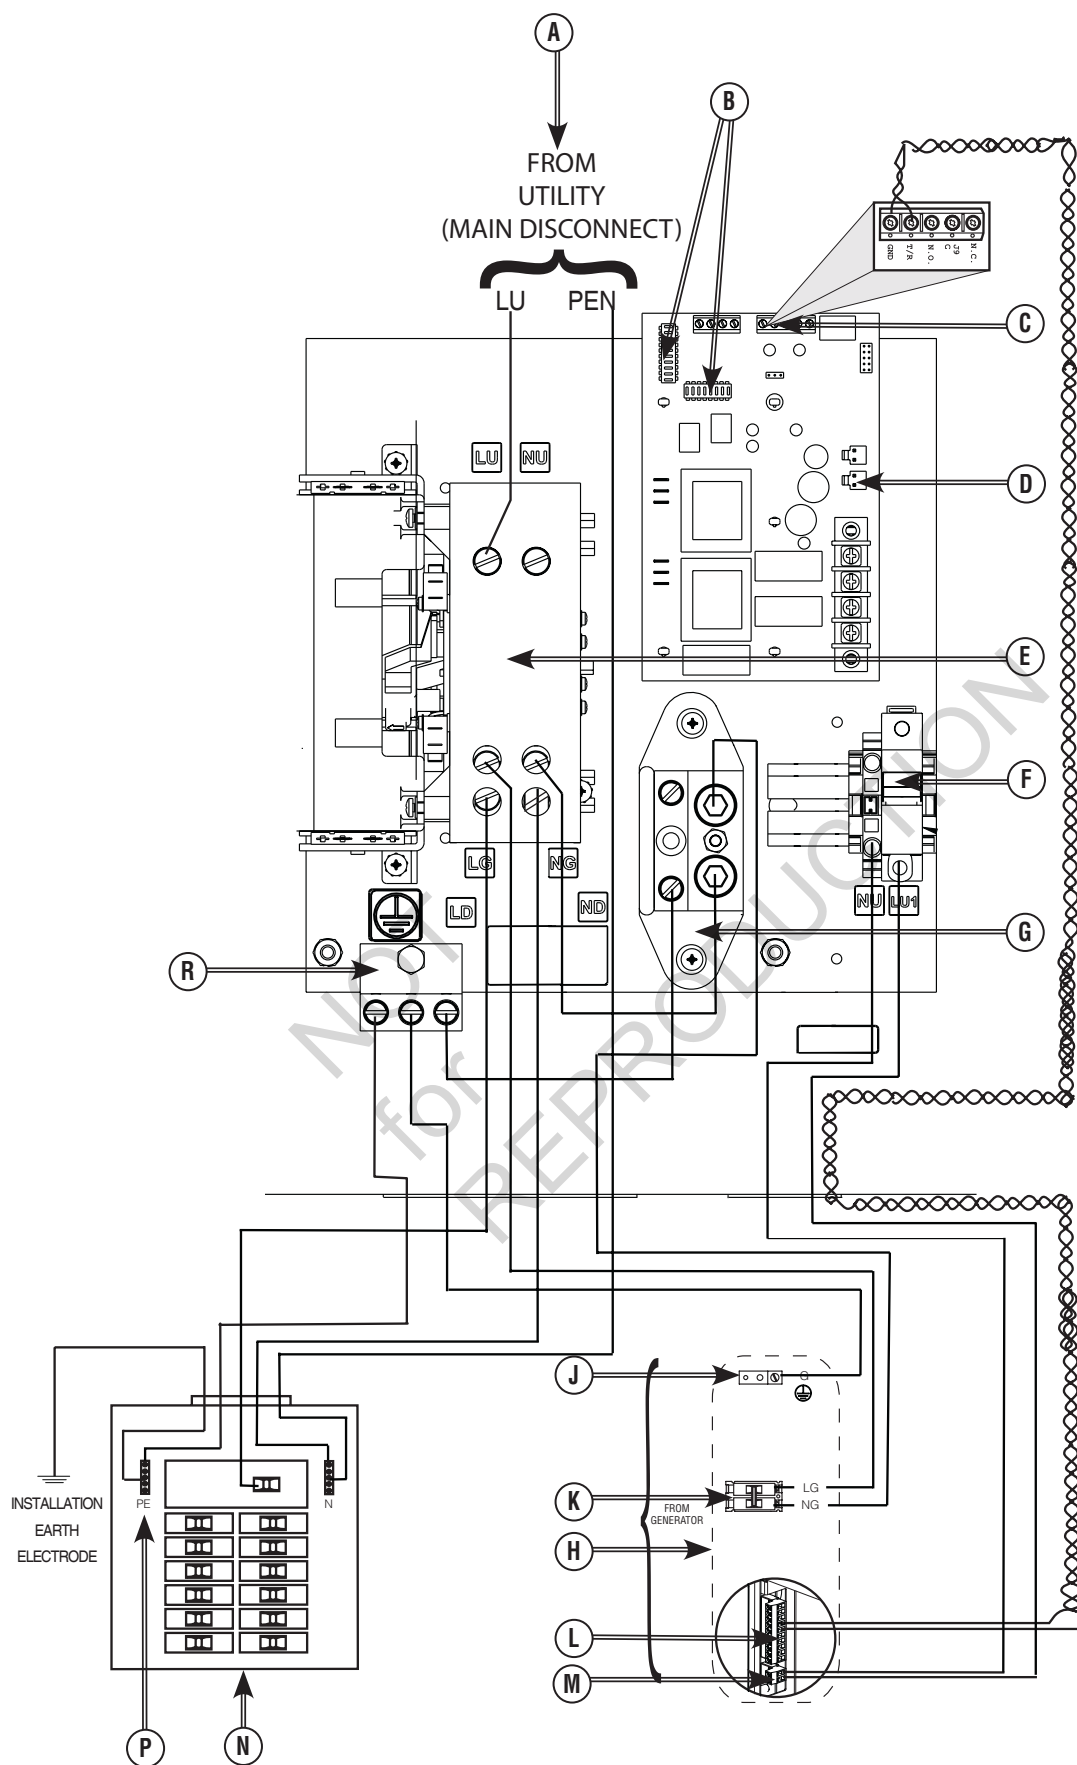 A
B
FROM
UTILITY
(MAIN DISCONNECT)
LU PEN
GND T/R N.O. C J9 N.C.
C
LU NU
D
E
F
LG NG
LD ND
NU LU1
G
R
NOT
for
REPRODUCTION
J
G
K
LG
NG
FROM
GENERATOR
H
L
M
PE
N
INSTALLATION
EARTH
ELECTRODE
P
N